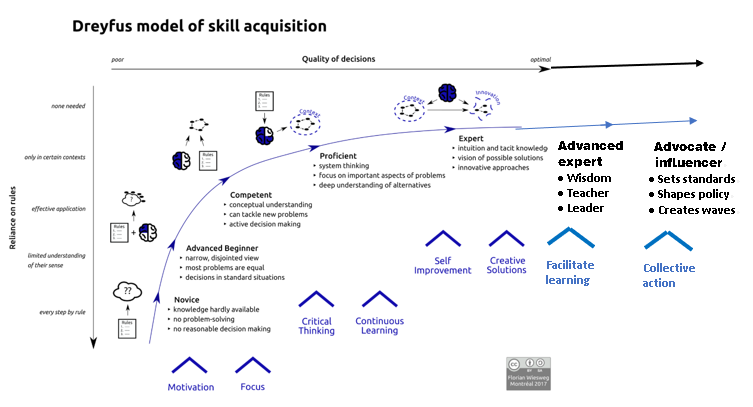 Dreyfus model of skill acquisition
poor
Quality of decisions
optimal
Reliance on rules
none needed
only in certain contexts
effective application
limited understanding
of their sense
every step by rule
Rules
Context
Innovation
Expert
• intuition and tacit knowledg
• vision of possible solutions
• innovative approaches
Rules
Context
Proficient
• system thinking
• focus on important aspects of problems
• deep understanding of alternatives
Rules
Competent
• conceptual understanding
• can tackle new problems
• active decision making
?
Rules
+
Advanced Beginner
• narrow, disjointed view
• most problems are equal
• decisions in standard situations
??
Rules
Novice
• knowledge hardly available
• no problem-solving
• no reasonable decision making
Advanced
expert
• Wisdom
• Teacher
• Leader
Advocate /
influencer
• Sets standards
• Shapes policy
• Creates waves
Motivation
Focus
Critical
Thinking
Continuous
Learning
Self
Improvement
Creative
Solutions
Facilitate
learning
Collective
action
cc
BY
SA
Florian Wiesweg
Montréal 2017